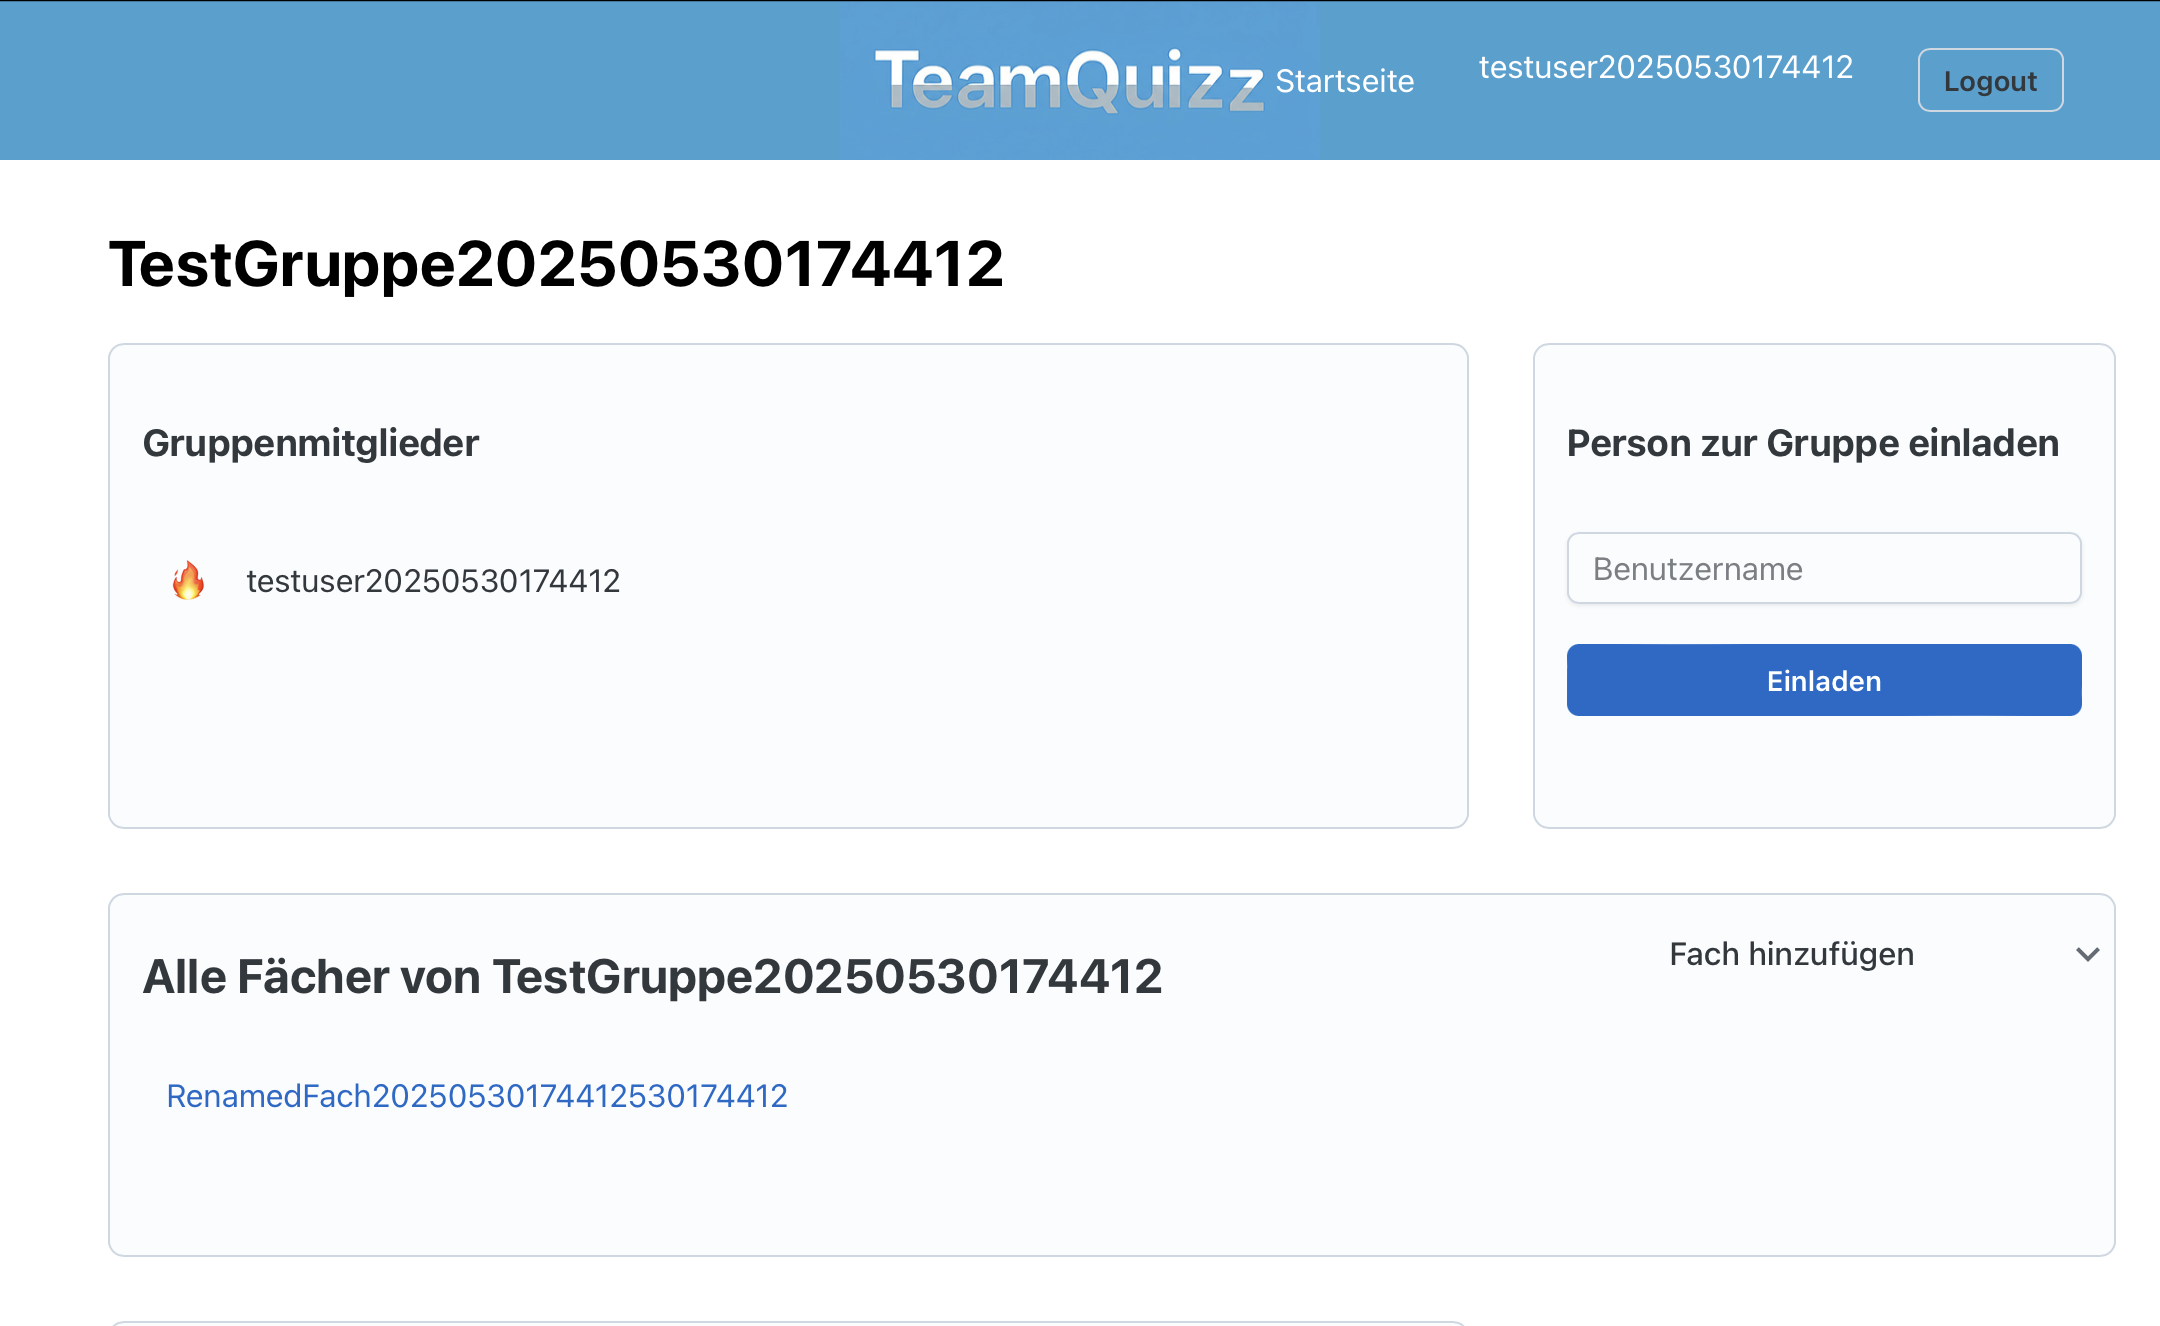 TeamQuizz Startseite testuser20250530174412 Logout
TestGruppe20250530174412
Gruppenmitglieder
🔥 testuser20250530174412
Person zur Gruppe einladen
Benutzername
Einladen
Alle Fächer von TestGruppe20250530174412
Fach hinzufügen
RenamedFach20250530174412530174412